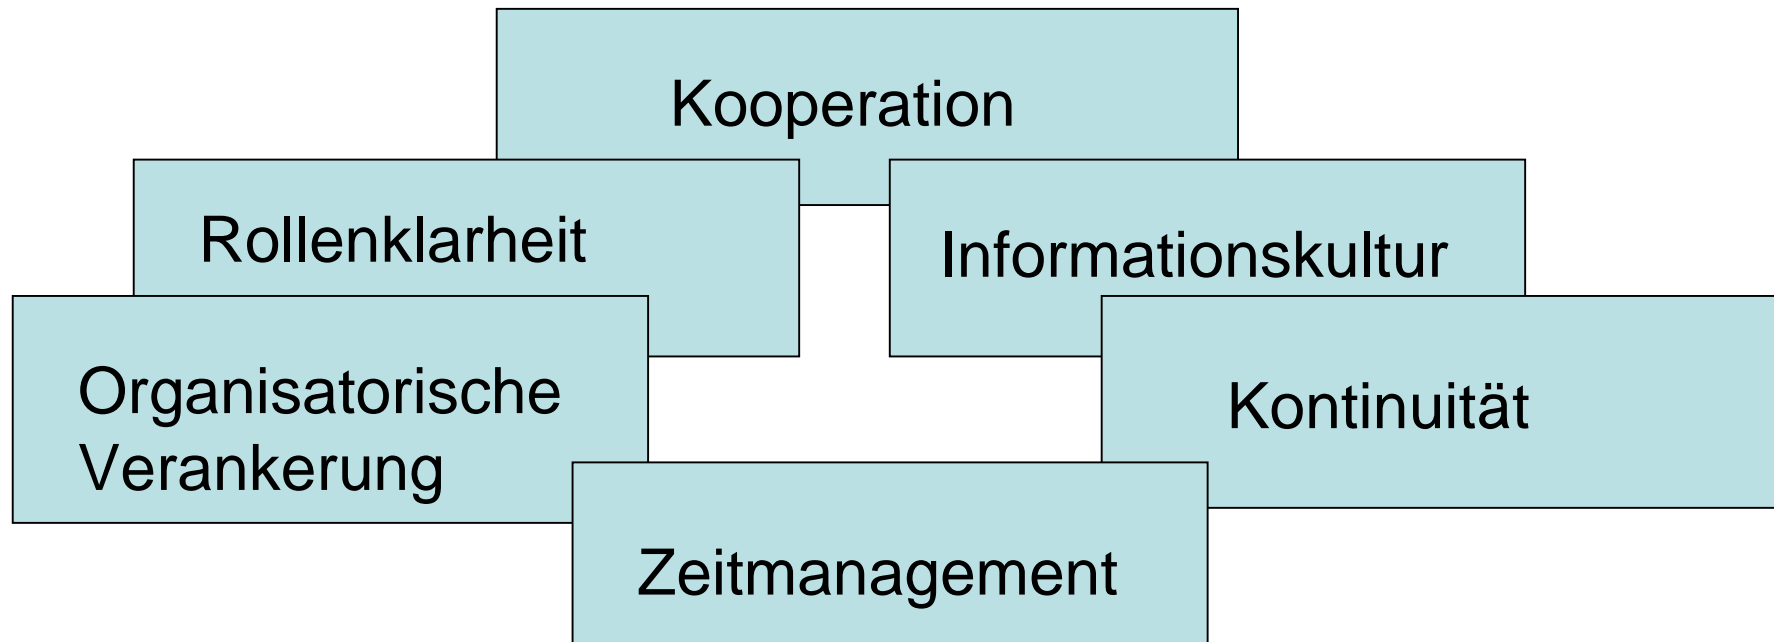 Kooperation
Rollenklarheit
Informationskultur
Organisatorische
Verankerung
Kontinuität
Zeitmanagement